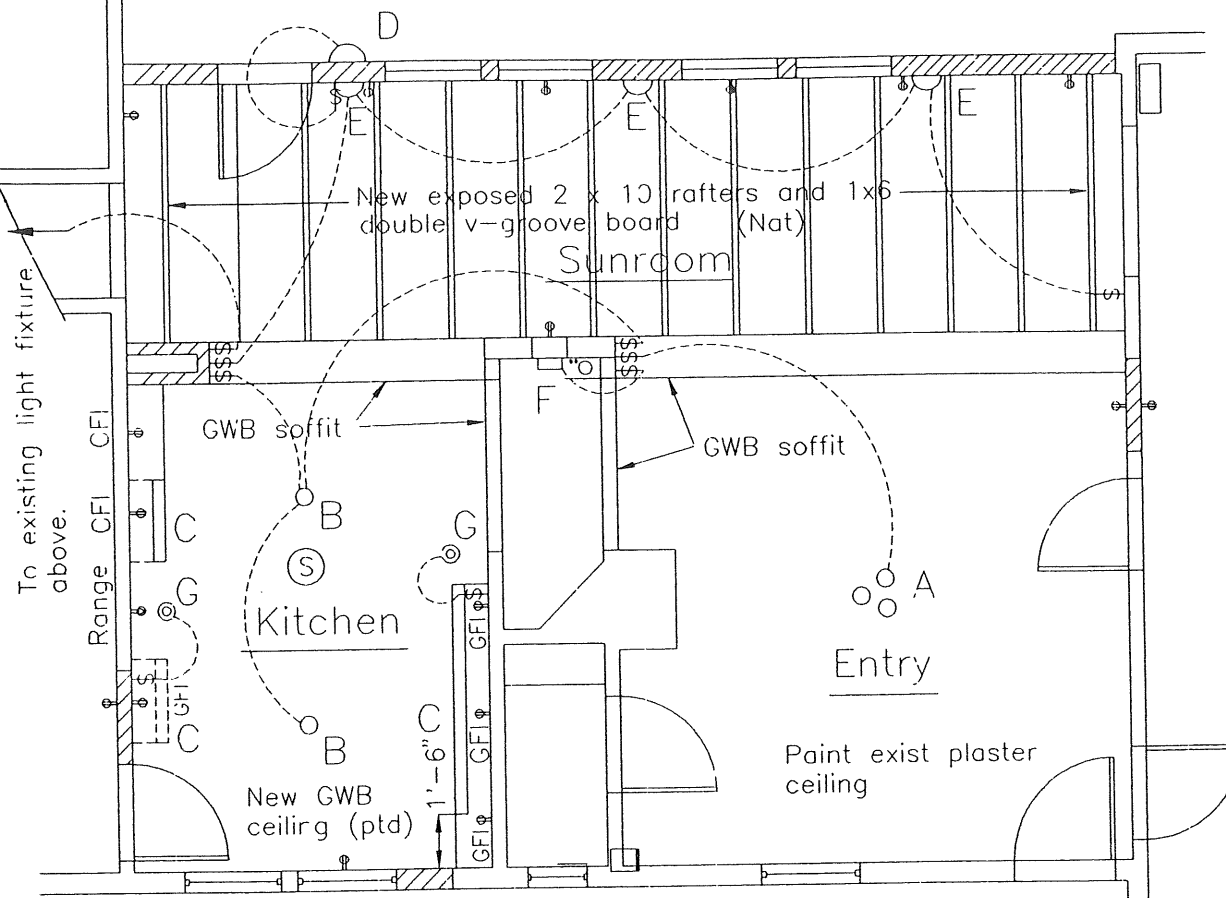 D
S
S
E
E
E
New exposed 2 x 10 rafters and 1x6
double v-groove board (Nat)
Sunroom
S
To existing light fixture
above.
S
S
S
S
S
S
F
GWB soffit
GWB soffit
Range CFI CFI
C
B
G
S
G
Kitchen
S
GFI
A
Entry
S
GFI
C
B
C
GFI
1'-6"
New GWB
ceiling (ptd)
GFI
Paint exist plaster
ceiling